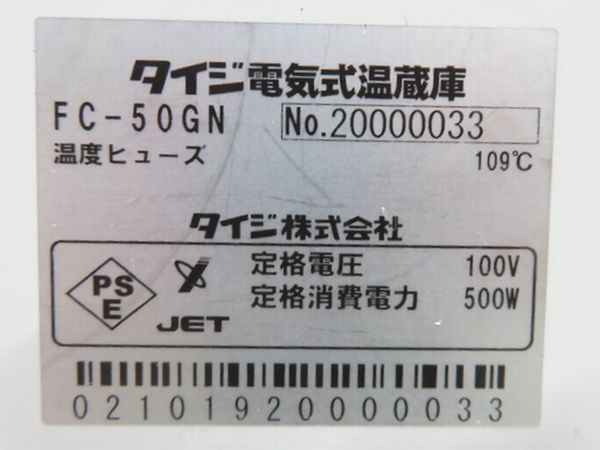 タイジ電気式温蔵庫
FC-50GN No.20000033
温度ヒューズ 109℃
タイジ株式会社
PS
E
定格電圧 100V
定格消費電力 500W
JET
02101920000033